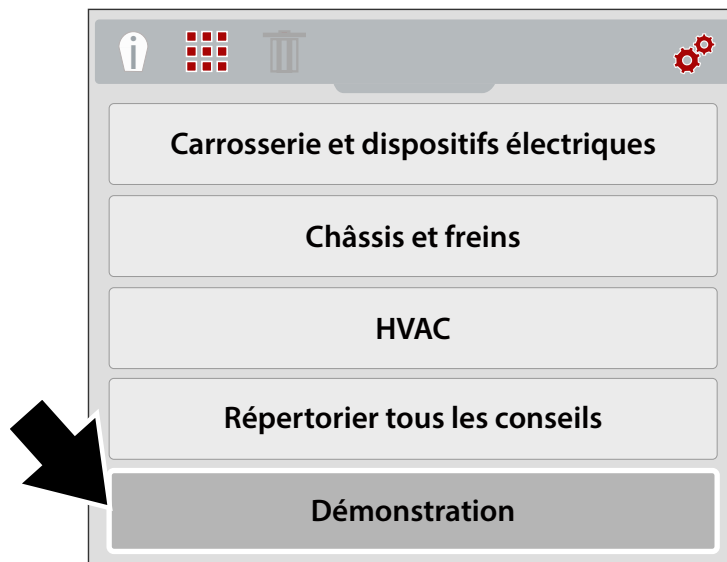 Carrosserie et dispositifs électriques
Châssis et freins
HVAC
Répertorier tous les conseils
Démonstration